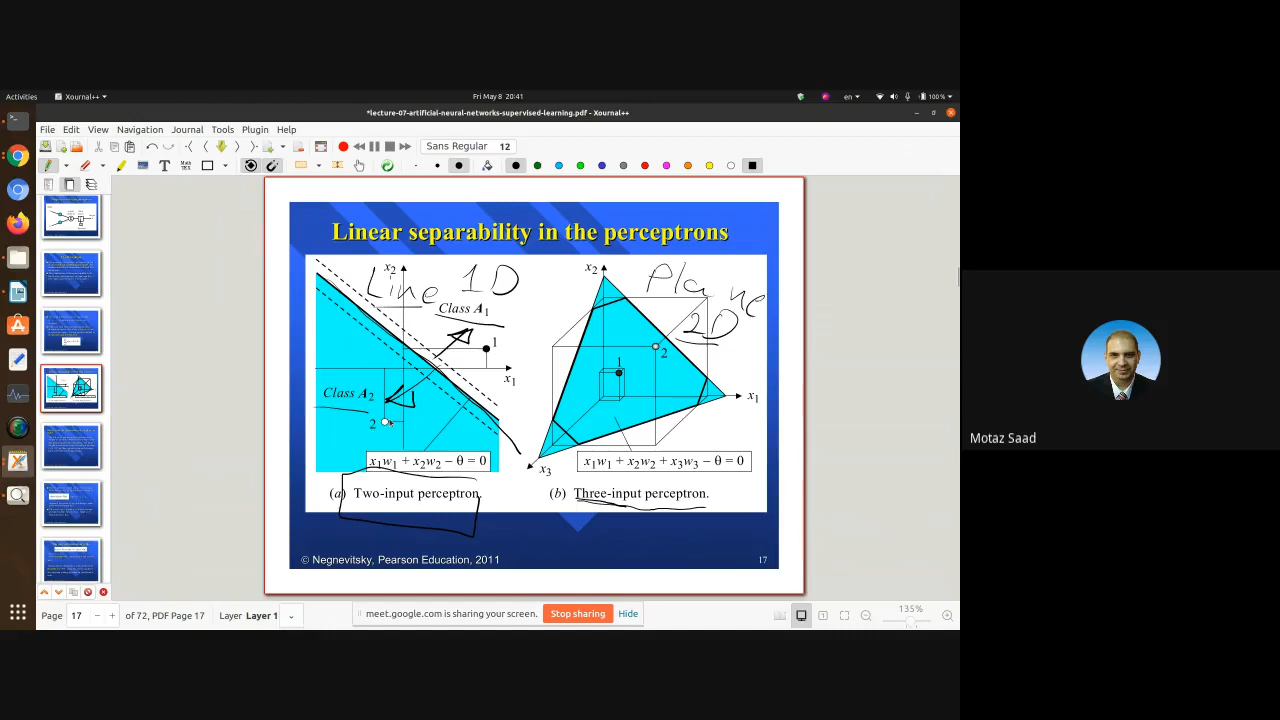 Activities
Xournal++
Fri May 8 20:41
en
100 %
*lecture-07-artificial-neural-networks-supervised-learning.pdf - Xournal++
File Edit View Navigation Journal Tools Plugin Help
Sans Regular 12
Linear separability in the perceptrons
x2
Line 1D
Class A1
1
x1
Class A2
2
x1w1 + x2w2 − θ = 0
(a) Two-input perceptron
x2
Plane
2D
2
1
x1
x3
x1w1 + x2w2 + x3w3 − θ = 0
(b) Three-input perceptron.
© Negnevitsky, Pearson Education, 2011
17
Motaz Saad
Page 17 − + of 72, PDF Page 17 Layer Layer 1
meet.google.com is sharing your screen. Stop sharing Hide
135%